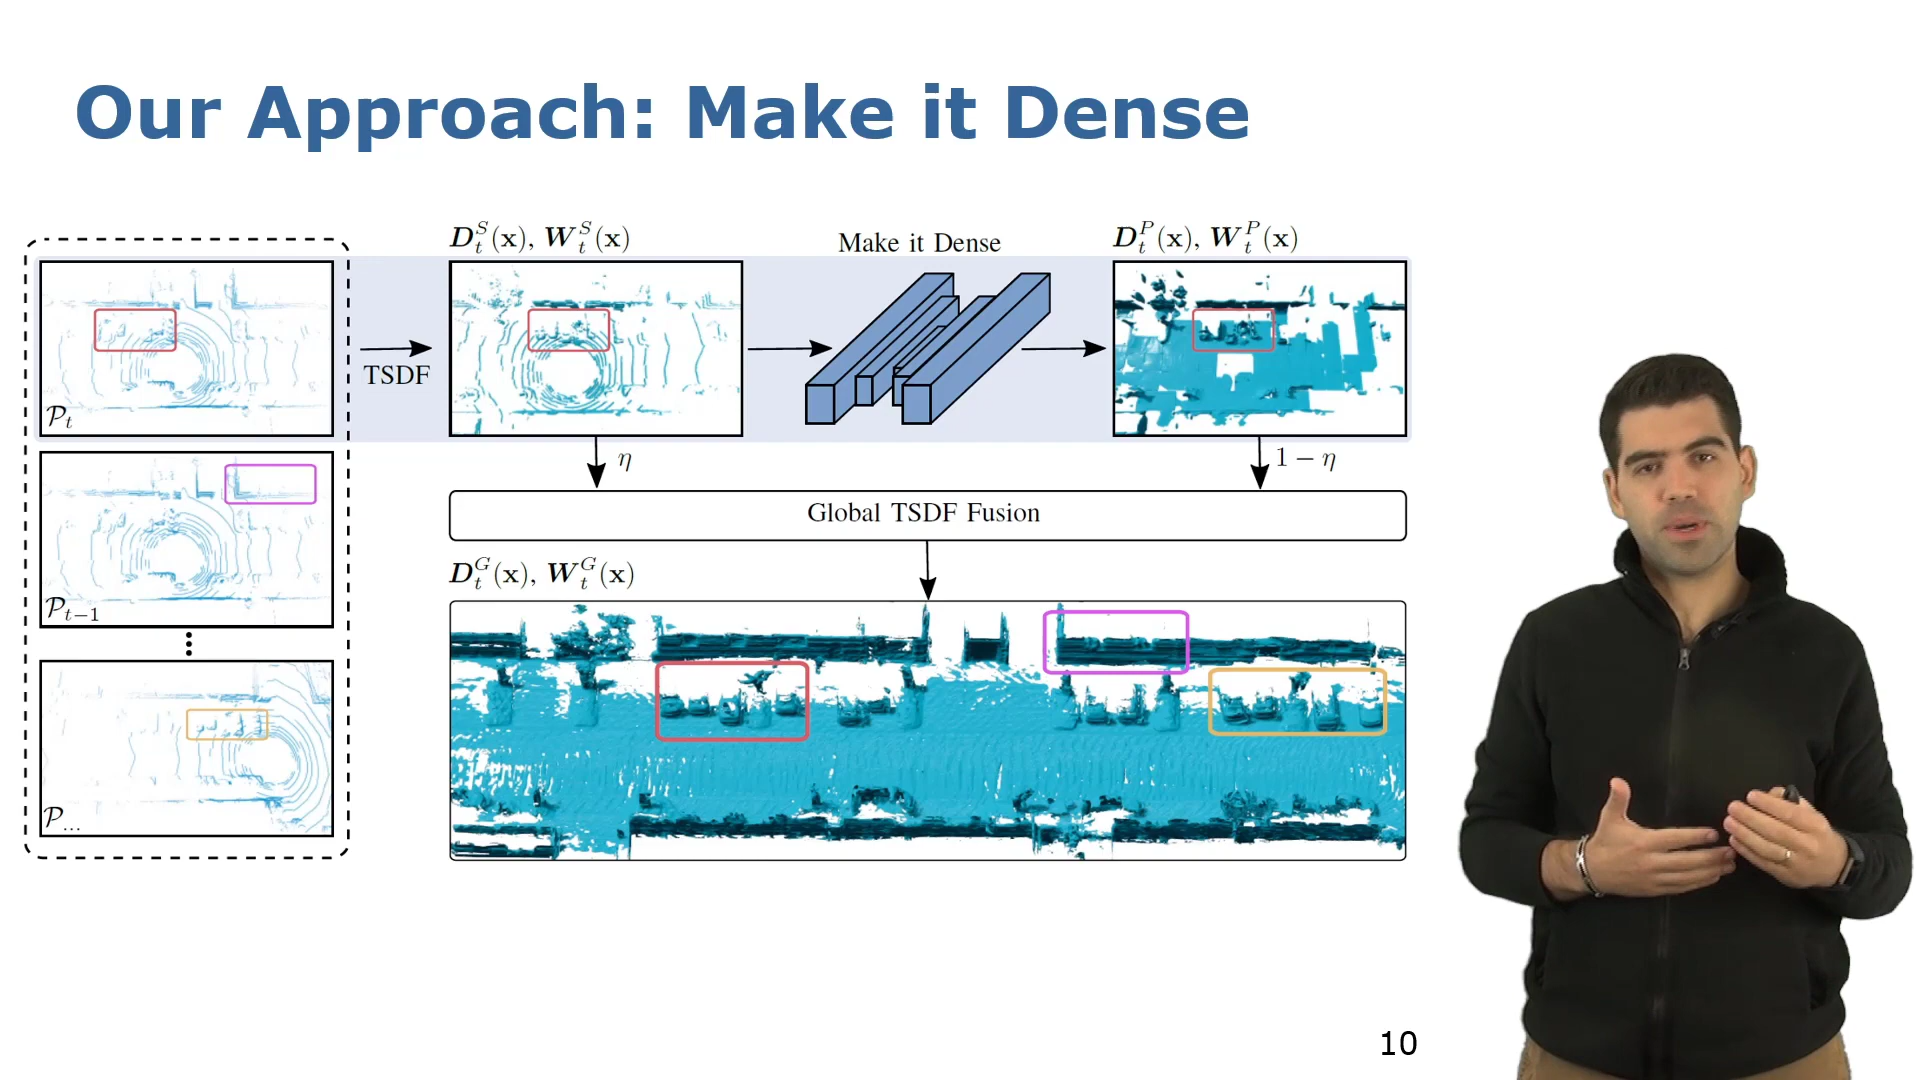 Our Approach: Make it Dense
D_t^S(x), W_t^S(x)
Make it Dense
D_t^P(x), W_t^P(x)
P_t
TSDF
η
1 − η
P_{t−1}
Global TSDF Fusion
D_t^G(x), W_t^G(x)
P_{...}
10